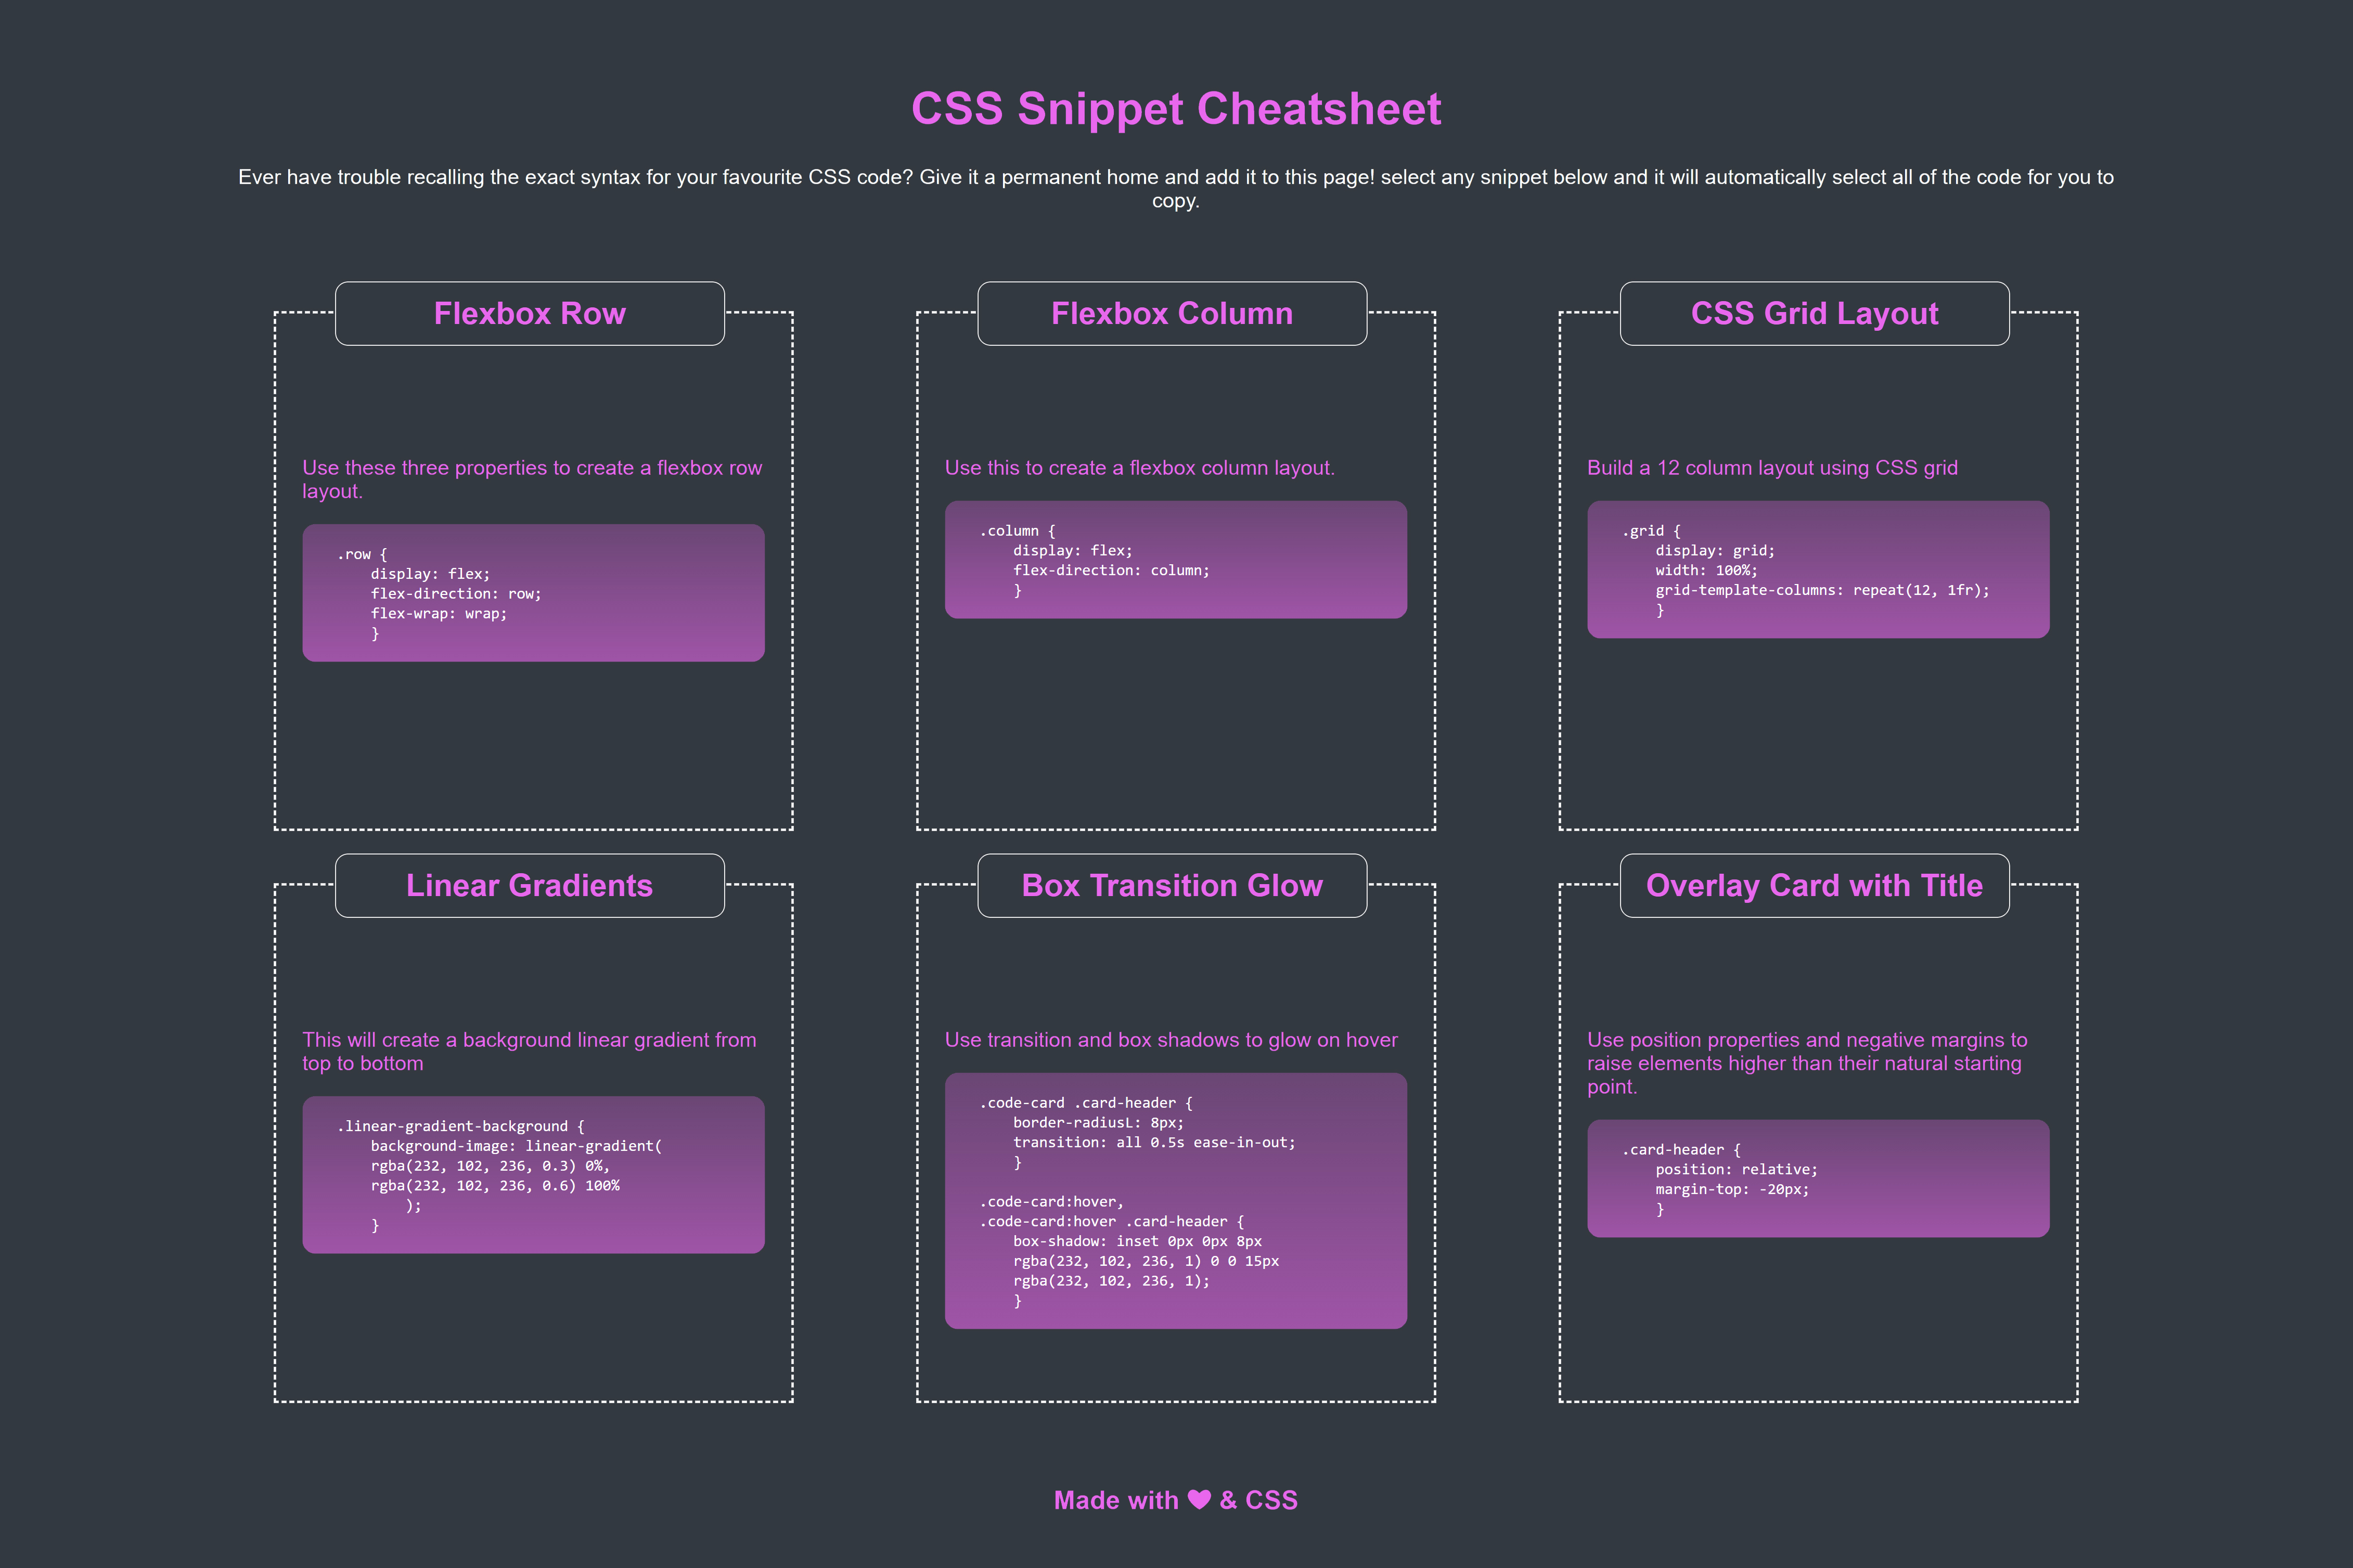 CSS Snippet Cheatsheet
Ever have trouble recalling the exact syntax for your favourite CSS code? Give it a permanent home and add it to this page! select any snippet below and it will automatically select all of the code for you to
copy.
Flexbox Row
Use these three properties to create a flexbox row
layout.
.row {
    display: flex;
    flex-direction: row;
    flex-wrap: wrap;
    }
Flexbox Column
Use this to create a flexbox column layout.
.column {
    display: flex;
    flex-direction: column;
    }
CSS Grid Layout
Build a 12 column layout using CSS grid
.grid {
    display: grid;
    width: 100%;
    grid-template-columns: repeat(12, 1fr);
    }
Linear Gradients
This will create a background linear gradient from
top to bottom
.linear-gradient-background {
    background-image: linear-gradient(
    rgba(232, 102, 236, 0.3) 0%,
    rgba(232, 102, 236, 0.6) 100%
        );
    }
Box Transition Glow
Use transition and box shadows to glow on hover
.code-card .card-header {
    border-radiusL: 8px;
    transition: all 0.5s ease-in-out;
    }

.code-card:hover,
.code-card:hover .card-header {
    box-shadow: inset 0px 0px 8px
    rgba(232, 102, 236, 1) 0 0 15px
    rgba(232, 102, 236, 1);
    }
Overlay Card with Title
Use position properties and negative margins to
raise elements higher than their natural starting
point.
.card-header {
    position: relative;
    margin-top: -20px;
    }
Made with ♥ & CSS